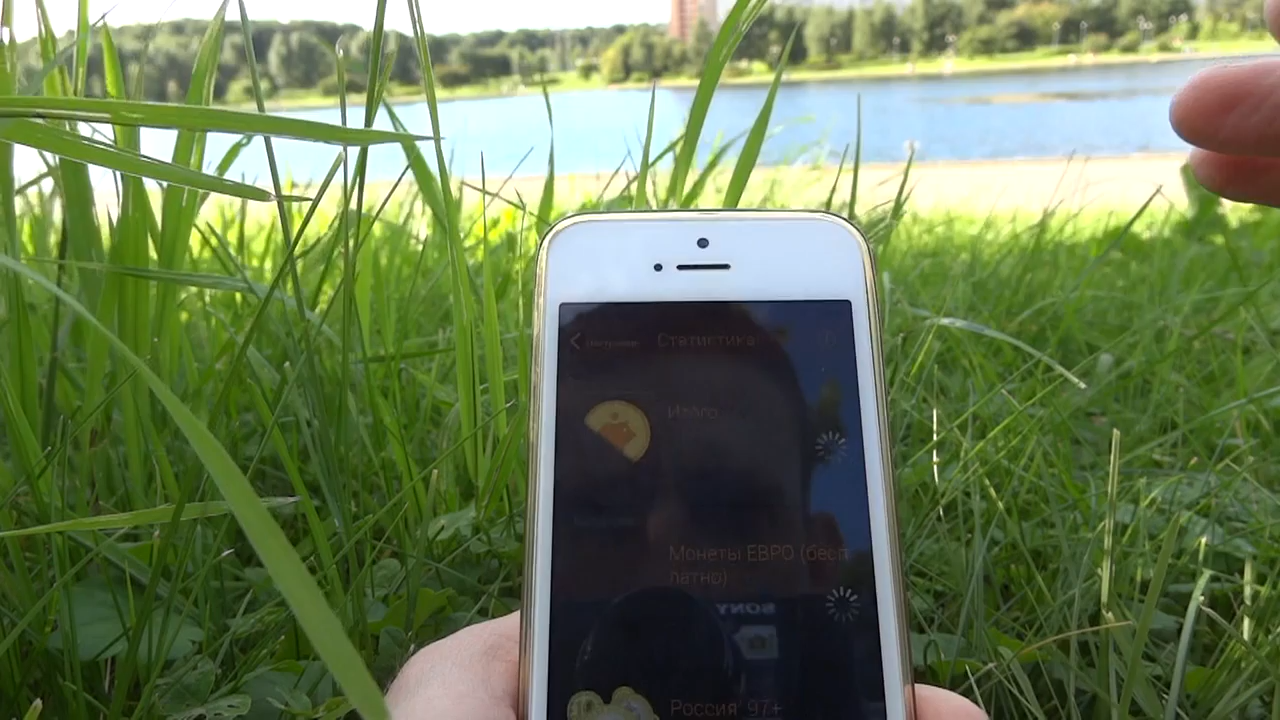 Статистика
Итого
Монеты ЕВРО (бесп
латно)
SONY
Россия 97+